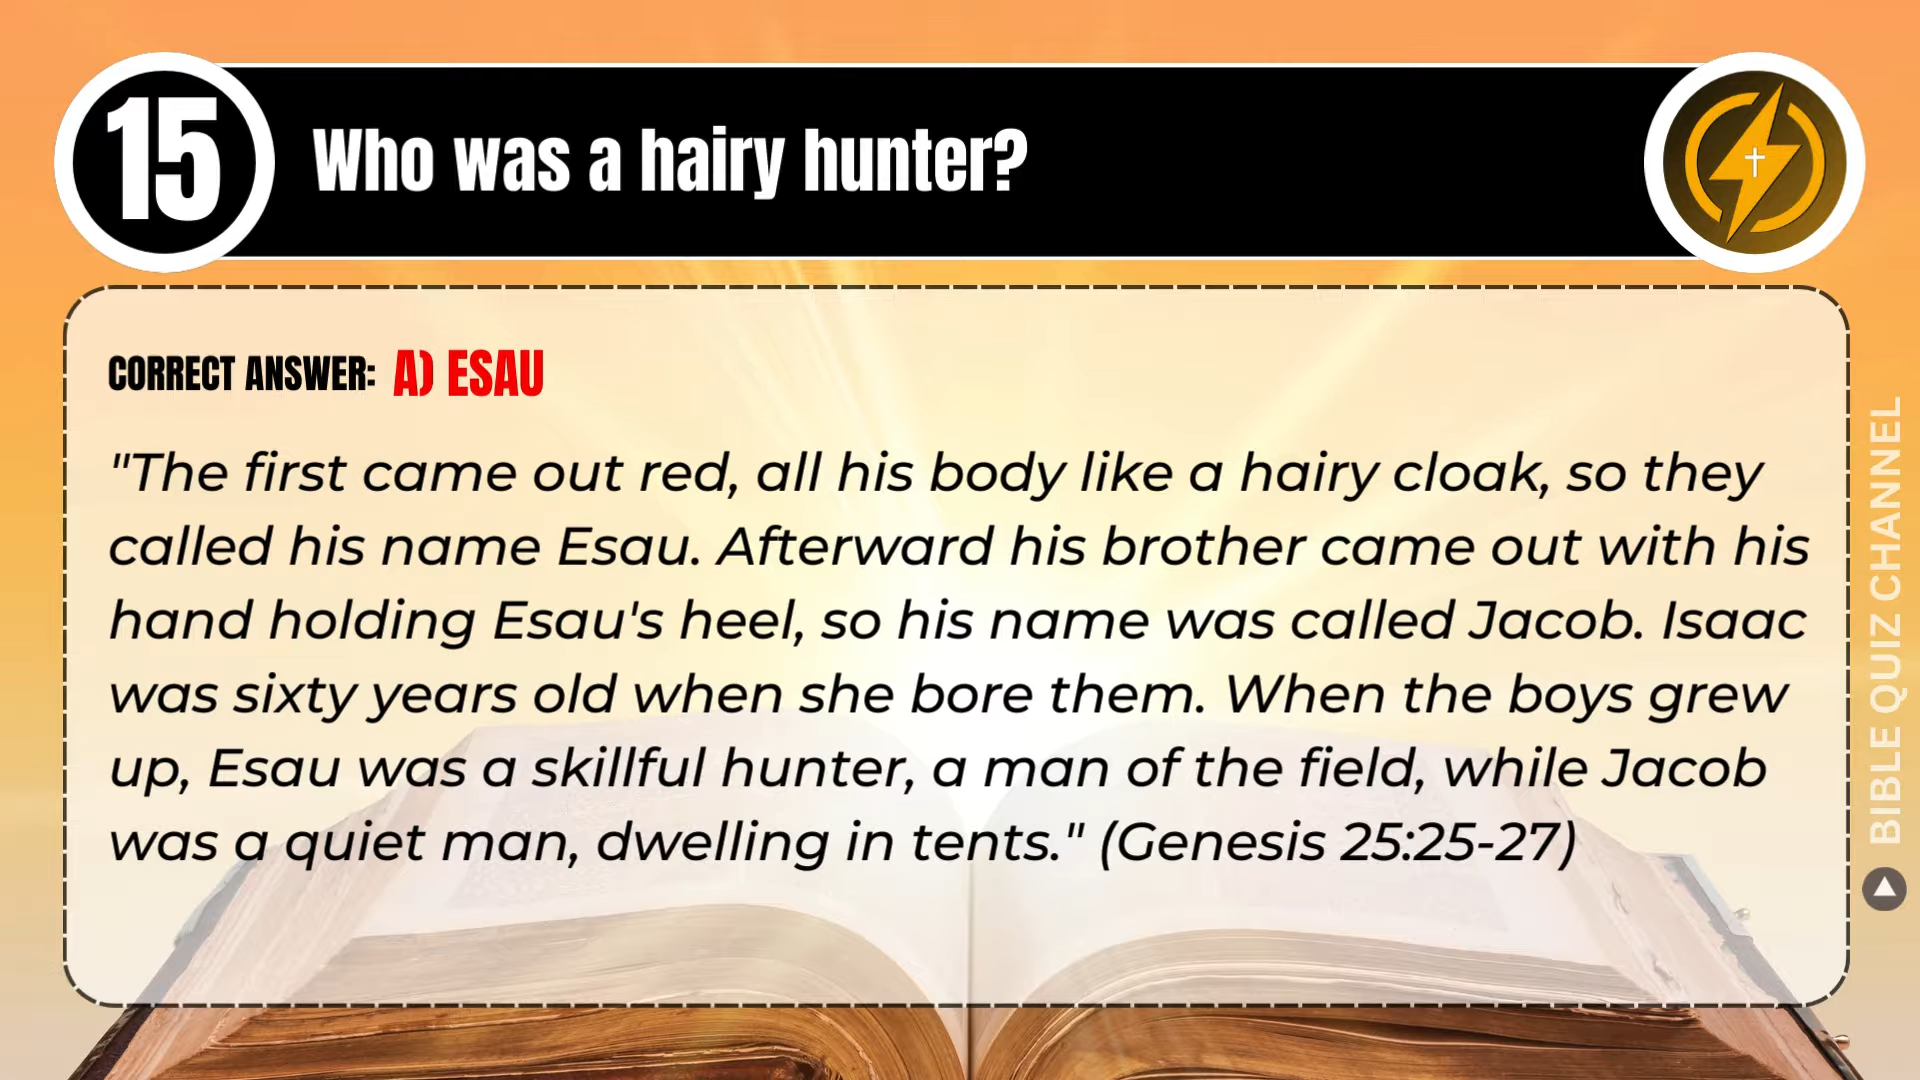 15
Who was a hairy hunter?
CORRECT ANSWER: A) ESAU
"The first came out red, all his body like a hairy cloak, so they
called his name Esau. Afterward his brother came out with his
hand holding Esau's heel, so his name was called Jacob. Isaac
was sixty years old when she bore them. When the boys grew
up, Esau was a skillful hunter, a man of the field, while Jacob
was a quiet man, dwelling in tents." (Genesis 25:25-27)
BIBLE QUIZ CHANNEL